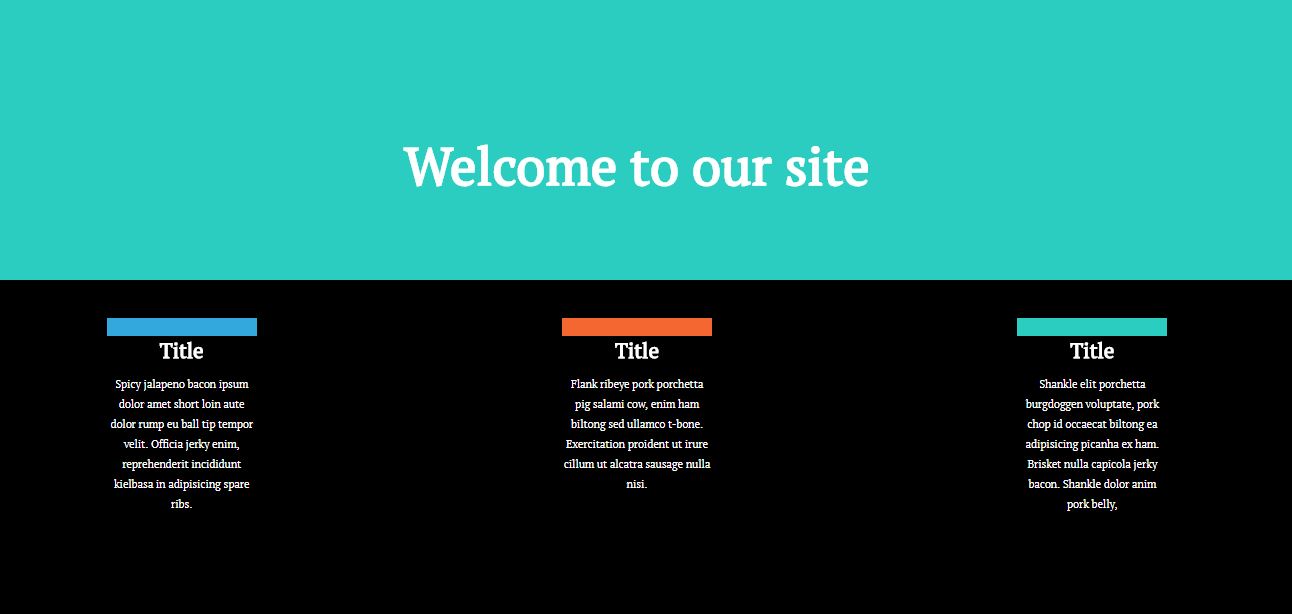 Welcome to our site
Title
Spicy jalapeno bacon ipsum
dolor amet short loin aute
dolor rump eu ball tip tempor
velit. Officia jerky enim,
reprehenderit incididunt
kielbasa in adipisicing spare
ribs.
Title
Flank ribeye pork porchetta
pig salami cow, enim ham
biltong sed ullamco t-bone.
Exercitation proident ut irure
cillum ut alcatra sausage nulla
nisi.
Title
Shankle elit porchetta
burgdoggen voluptate, pork
chop id occaecat biltong ea
adipisicing picanha ex ham.
Brisket nulla capicola jerky
bacon. Shankle dolor anim
pork belly,